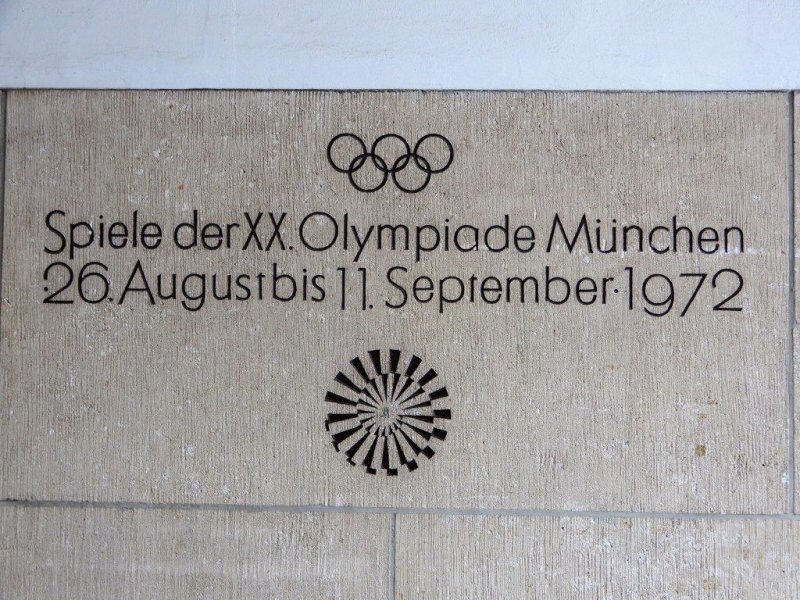 Spiele der XX. Olympiade München
26. August bis 11. September 1972